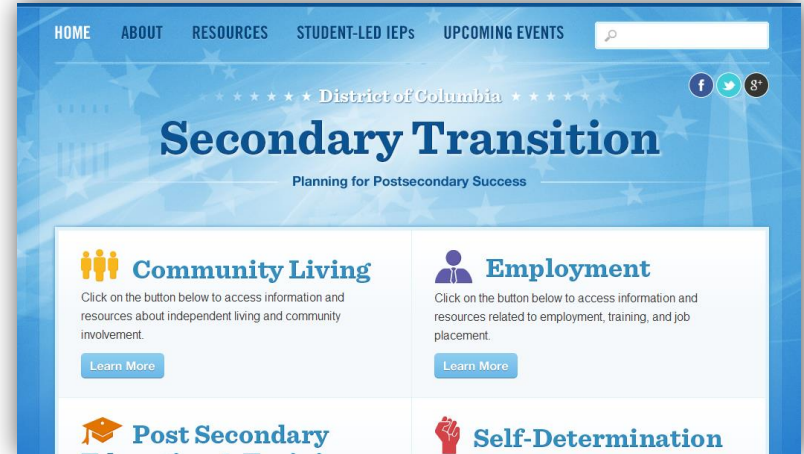 HOME ABOUT RESOURCES STUDENT-LED IEPs UPCOMING EVENTS
f g+
District of Columbia
Secondary Transition
Planning for Postsecondary Success
Community Living
Click on the button below to access information and
resources about independent living and community
involvement.
Learn More
Employment
Click on the button below to access information and
resources related to employment, training, and job
placement.
Learn More
Post Secondary
Self-Determination